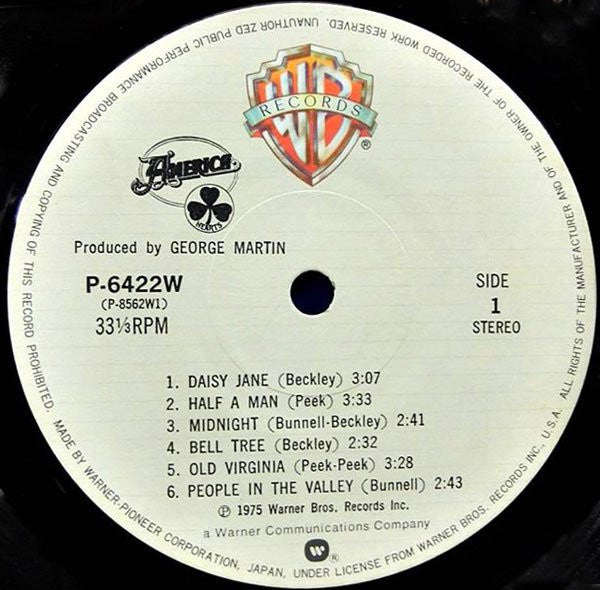 WB
RECORDS
®
AMERICA
HEARTS
Produced by GEORGE MARTIN
P-6422W
(P-8562W1)
33⅓RPM
SIDE
1
STEREO
1. DAISY JANE (Beckley) 3:07
2. HALF A MAN (Peek) 3:33
3. MIDNIGHT (Bunnell-Beckley) 2:41
4. BELL TREE (Beckley) 2:32
5. OLD VIRGINIA (Peek-Peek) 3:28
6. PEOPLE IN THE VALLEY (Bunnell) 2:43
℗ 1975 Warner Bros. Records Inc.
a Warner Communications Company
W ®
MADE BY WARNER-PIONEER CORPORATION, JAPAN, UNDER LICENSE FROM WARNER BROS. RECORDS INC., U.S.A. ALL RIGHTS OF THE MANUFACTURER AND OF THE OWNER OF THE RECORDED WORK RESERVED. UNAUTHORIZED PUBLIC PERFORMANCE BROADCASTING AND COPYING OF THIS RECORD PROHIBITED.